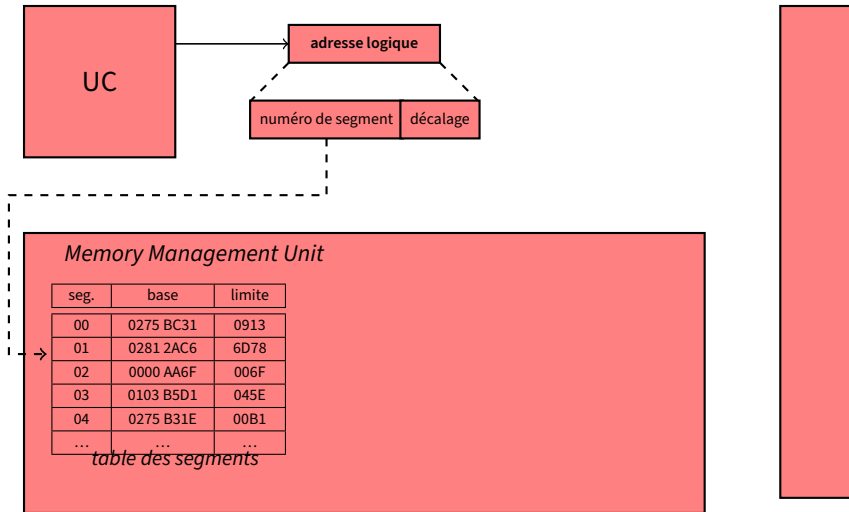 UC
adresse logique
numéro de segment décalage
Memory Management Unit
seg. base limite
00 0275 BC31 0913
01 0281 2AC6 6D78
02 0000 AA6F 006F
03 0103 B5D1 045E
04 0275 B31E 00B1
… … …
table des segments